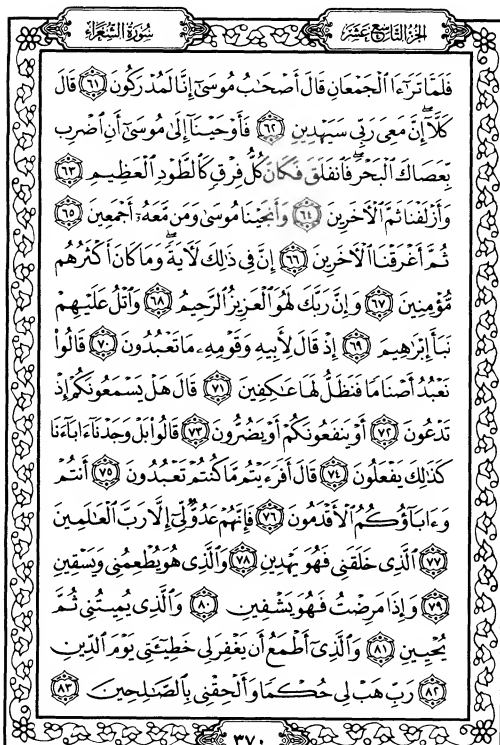 الجزء التاسع عشر
سورة الشعراء
فَلَمَّا تَرَٰٓءَا ٱلْجَمْعَانِ قَالَ أَصْحَٰبُ مُوسَىٰٓ إِنَّا لَمُدْرَكُونَ ٦١ قَالَ
كَلَّآ إِنَّ مَعِىَ رَبِّى سَيَهْدِينِ ٦٢ فَأَوْحَيْنَآ إِلَىٰ مُوسَىٰٓ أَنِ ٱضْرِب
بِّعَصَاكَ ٱلْبَحْرَ ۖ فَٱنفَلَقَ فَكَانَ كُلُّ فِرْقٍ كَٱلطَّوْدِ ٱلْعَظِيمِ ٦٣
وَأَزْلَفْنَا ثَمَّ ٱلْأَخَرِينَ ٦٤ وَأَنجَيْنَا مُوسَىٰ وَمَن مَّعَهُۥٓ أَجْمَعِينَ ٦٥
ثُمَّ أَغْرَقْنَا ٱلْأَخَرِينَ ٦٦ إِنَّ فِى ذَٰلِكَ لَأَيَةً ۖ وَمَا كَانَ أَكْثَرُهُم
مُّؤْمِنِينَ ٦٧ وَإِنَّ رَبَّكَ لَهُوَ ٱلْعَزِيزُ ٱلرَّحِيمُ ٦٨ وَٱتْلُ عَلَيْهِمْ
نَبَأَ إِبْرَٰهِيمَ ٦٩ إِذْ قَالَ لِأَبِيهِ وَقَوْمِهِۦ مَا تَعْبُدُونَ ٧٠ قَالُوا۟
نَعْبُدُ أَصْنَامًا فَنَظَلُّ لَهَا عَٰكِفِينَ ٧١ قَالَ هَلْ يَسْمَعُونَكُمْ إِذْ
تَدْعُونَ ٧٢ أَوْ يَنفَعُونَكُمْ أَوْ يَضُرُّونَ ٧٣ قَالُوا۟ بَلْ وَجَدْنَآ ءَابَآءَنَا
كَذَٰلِكَ يَفْعَلُونَ ٧٤ قَالَ أَفَرَءَيْتُم مَّا كُنتُمْ تَعْبُدُونَ ٧٥ أَنتُمْ
وَءَابَآؤُكُمُ ٱلْأَقْدَمُونَ ٧٦ فَإِنَّهُمْ عَدُوٌّ لِّىٓ إِلَّا رَبَّ ٱلْعَٰلَمِينَ
٧٧ ٱلَّذِى خَلَقَنِى فَهُوَ يَهْدِينِ ٧٨ وَٱلَّذِى هُوَ يُطْعِمُنِى وَيَسْقِينِ
٧٩ وَإِذَا مَرِضْتُ فَهُوَ يَشْفِينِ ٨٠ وَٱلَّذِى يُمِيتُنِى ثُمَّ
يُحْيِينِ ٨١ وَٱلَّذِىٓ أَطْمَعُ أَن يَغْفِرَ لِى خَطِيٓـَٔتِى يَوْمَ ٱلدِّينِ
٨٢ رَبِّ هَبْ لِى حُكْمًا وَأَلْحِقْنِى بِٱلصَّٰلِحِينَ ٨٣
٣٧٠